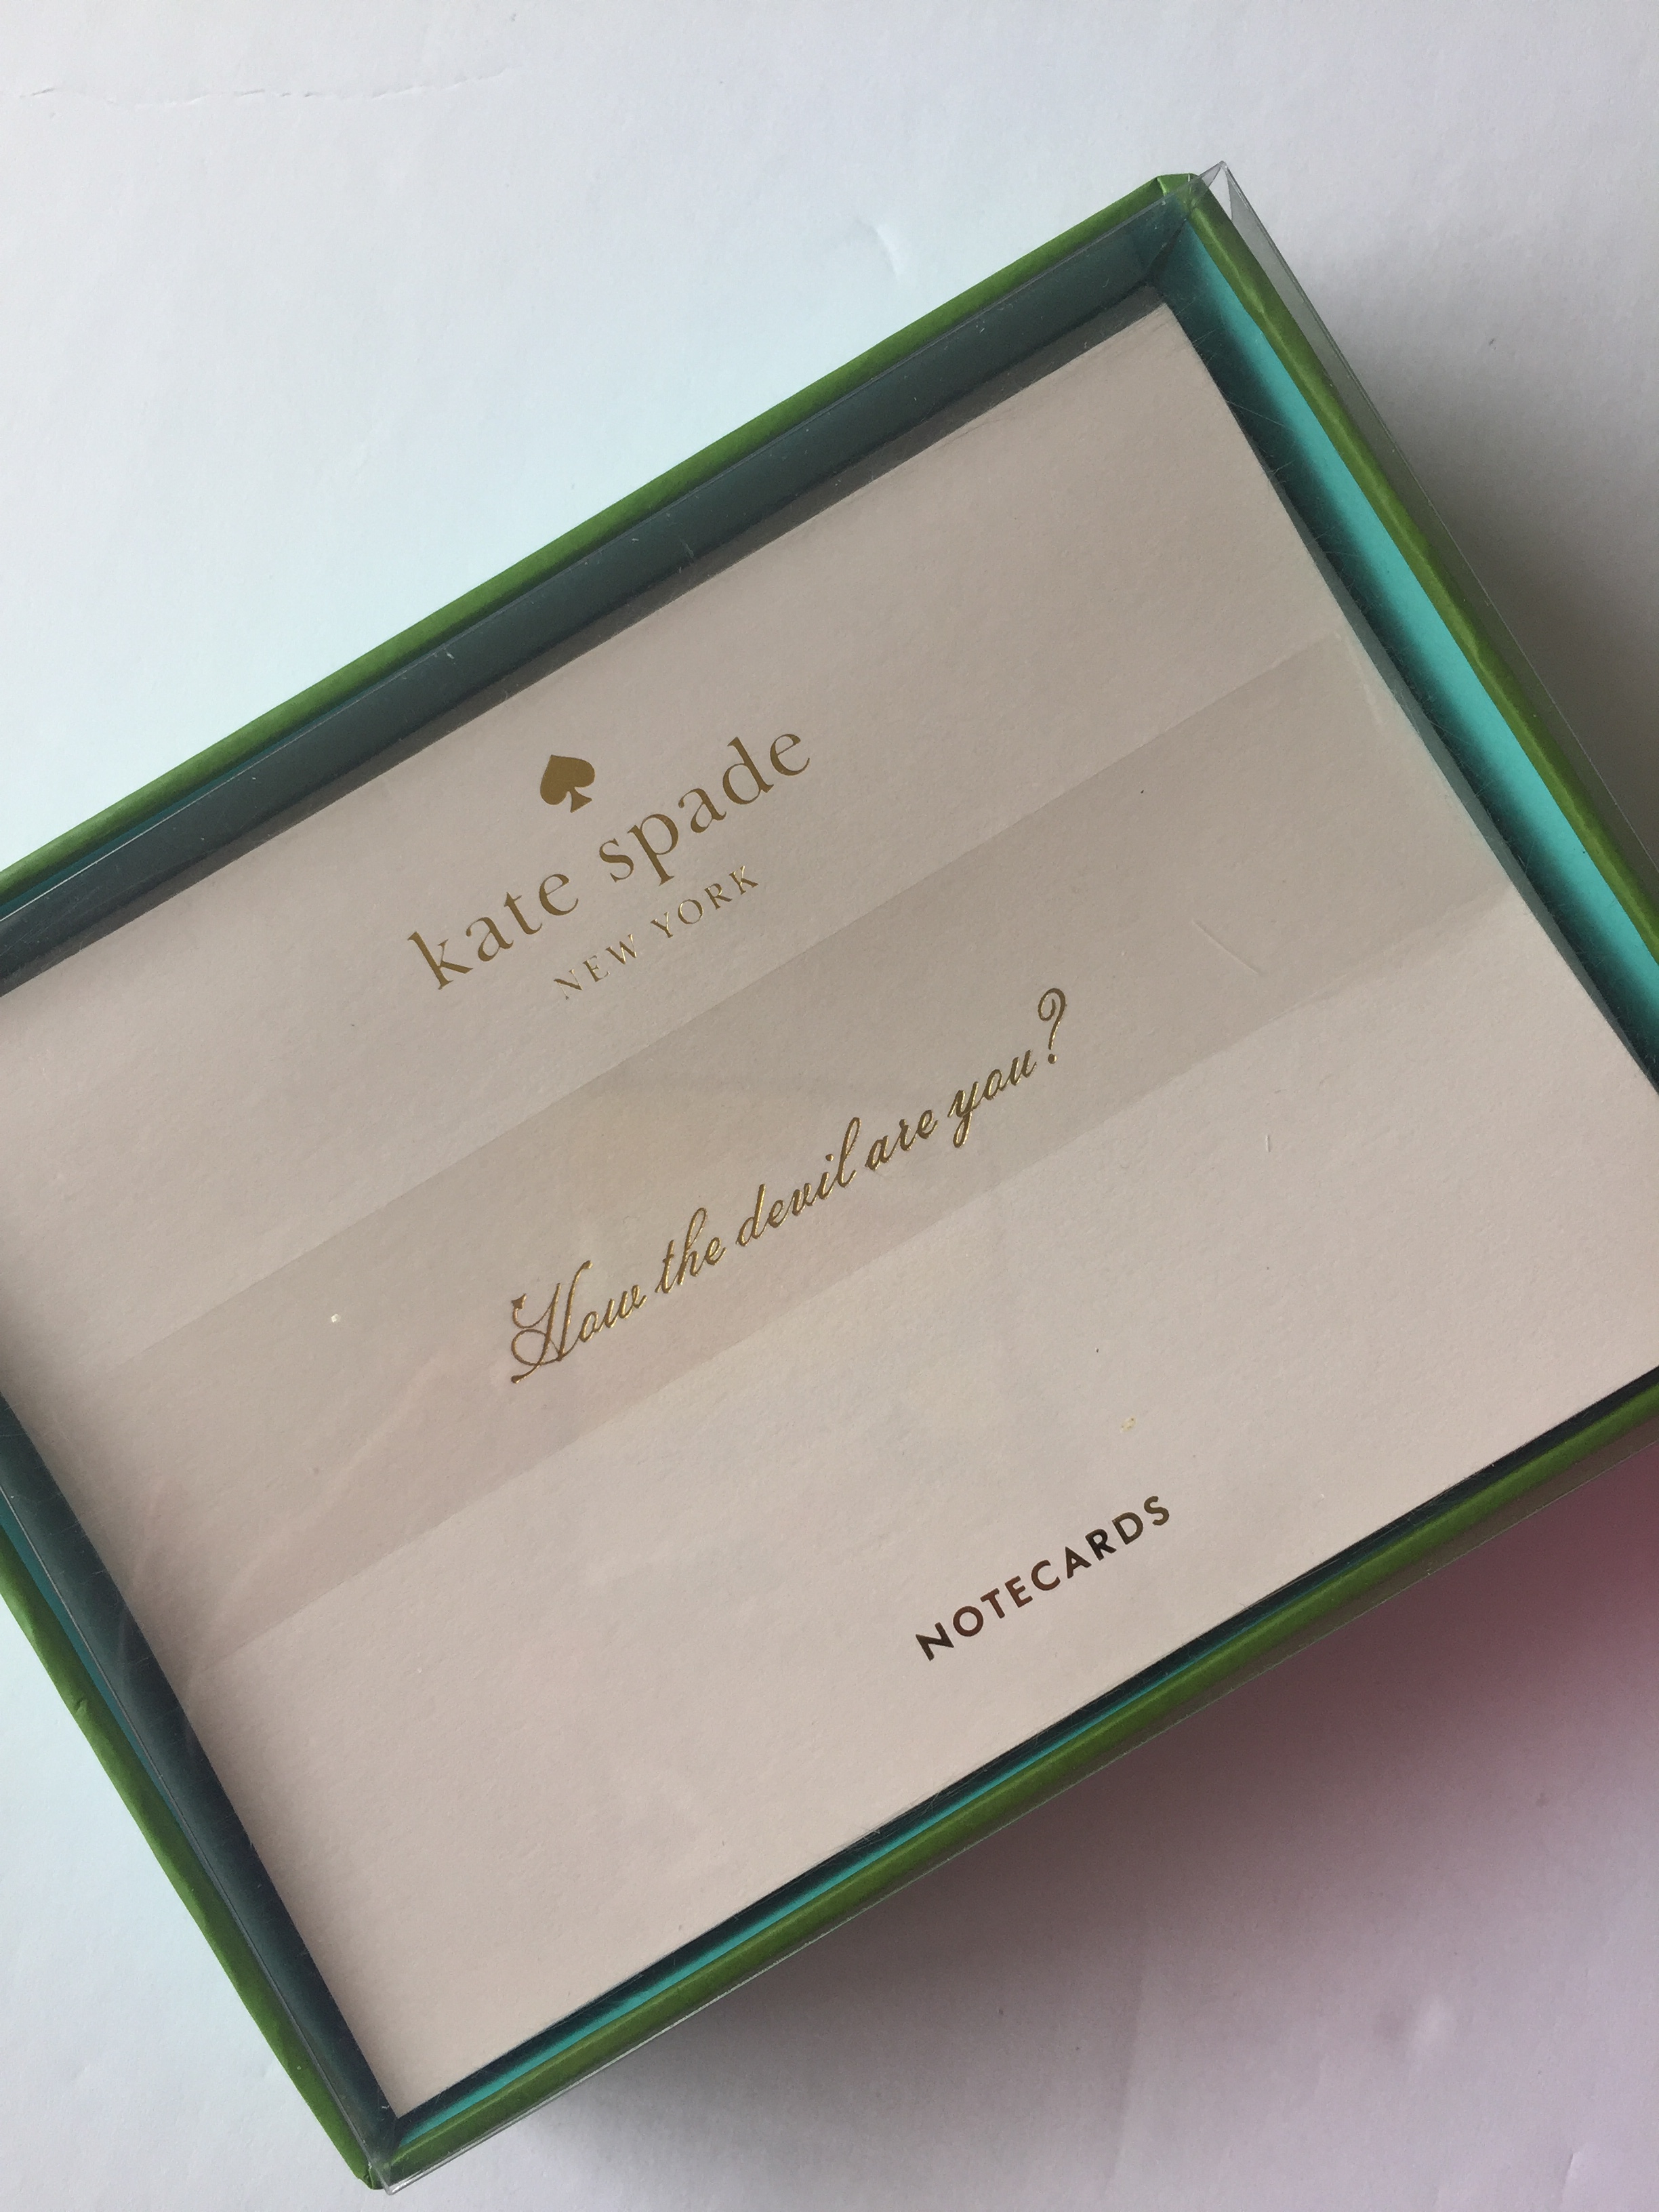 kate spade
NEW YORK
How the devil are you?
NOTECARDS